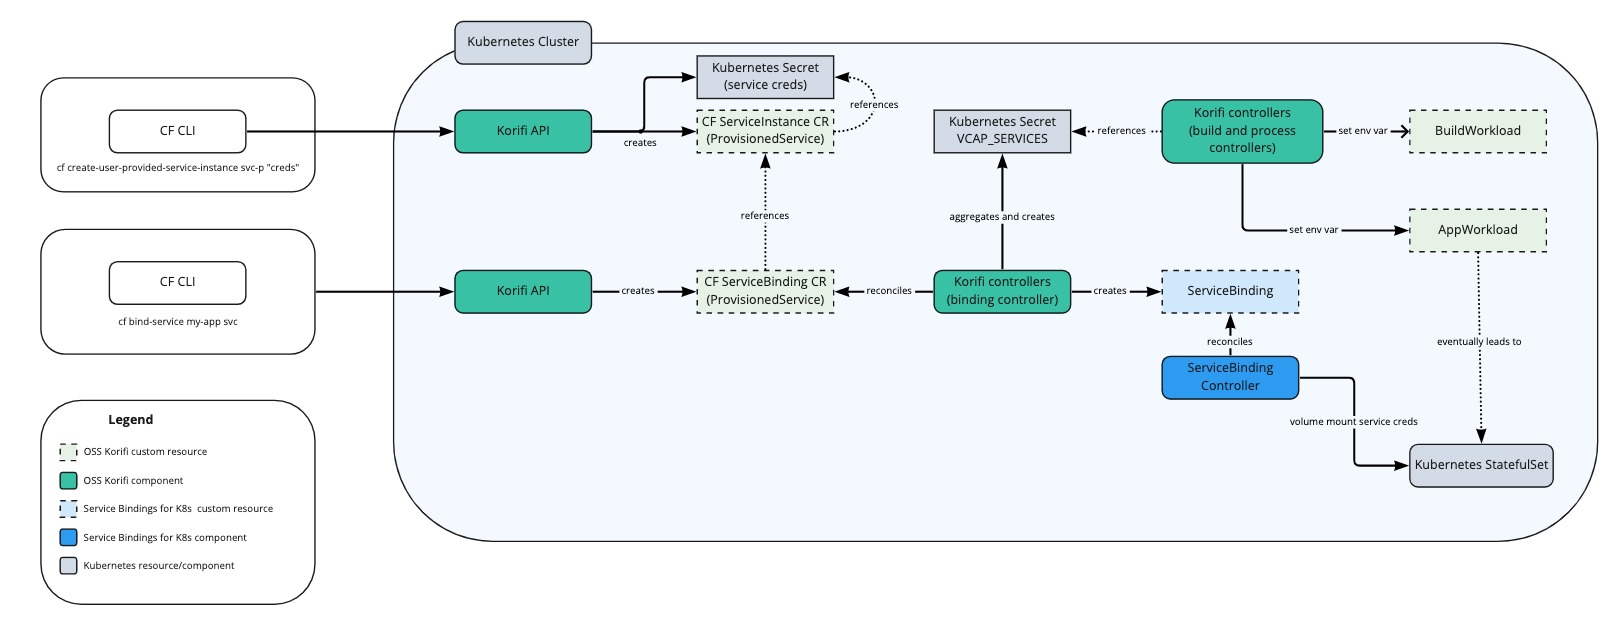 Kubernetes Cluster
CF CLI
cf create-user-provided-service-instance svc-p "creds"
Korifi API
creates
Kubernetes Secret
(service creds)
CF ServiceInstance CR
(ProvisionedService)
references
Kubernetes Secret
VCAP_SERVICES
references
Korifi controllers
(build and process
controllers)
set env var
BuildWorkload
references
aggregates and creates
set env var
AppWorkload
CF CLI
cf bind-service my-app svc
Korifi API
creates
CF ServiceBinding CR
(ProvisionedService)
reconciles
Korifi controllers
(binding controller)
creates
ServiceBinding
reconciles
eventually leads to
ServiceBinding
Controller
volume mount service creds
Kubernetes StatefulSet
Legend
OSS Korifi custom resource
OSS Korifi component
Service Bindings for K8s custom resource
Service Bindings for K8s component
Kubernetes resource/component